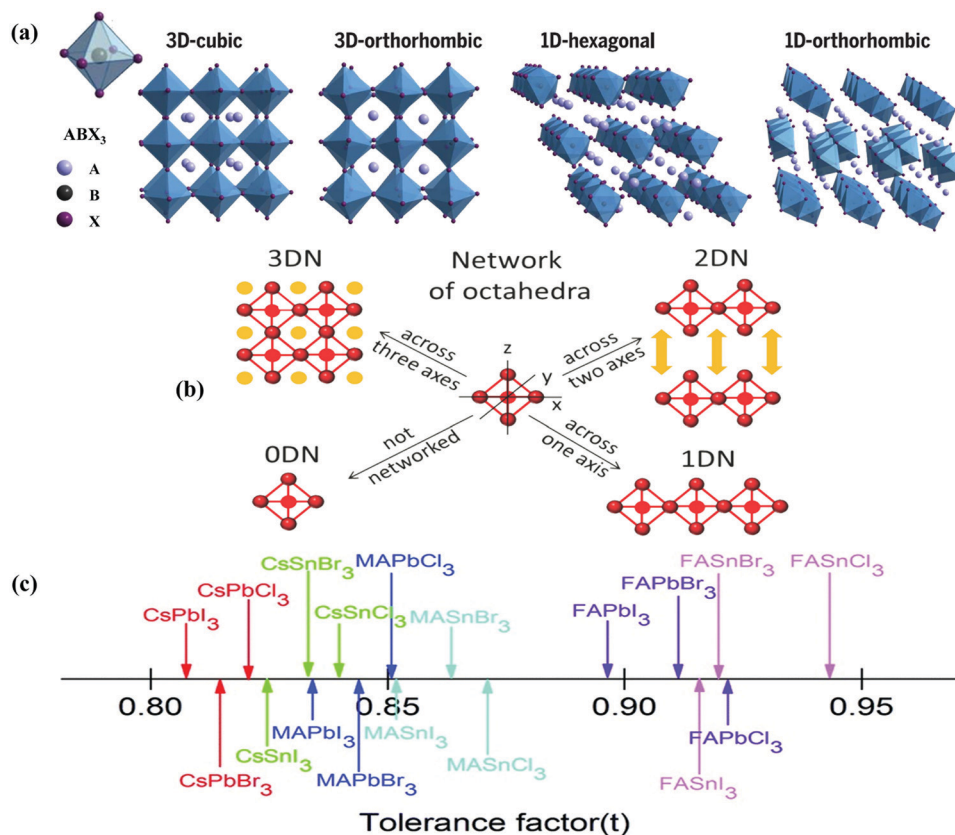 (a)
3D-cubic
3D-orthorhombic
1D-hexagonal
1D-orthorhombic
ABX₃
A
B
X
(b)
3DN
Network
of octahedra
2DN
across
three axes
across
two axes
z
y
x
not
networked
across
one axis
0DN
1DN
(c)
CsPbI₃
CsPbCl₃
CsSnBr₃
CsSnCl₃
MAPbCl₃
MASnBr₃
FAPbI₃
FAPbBr₃
FASnBr₃
FASnCl₃
0.80
0.85
0.90
0.95
CsPbBr₃
CsSnI₃
MAPbI₃
MAPbBr₃
MASnI₃
MASnCl₃
FASnI₃
FAPbCl₃
Tolerance factor(t)